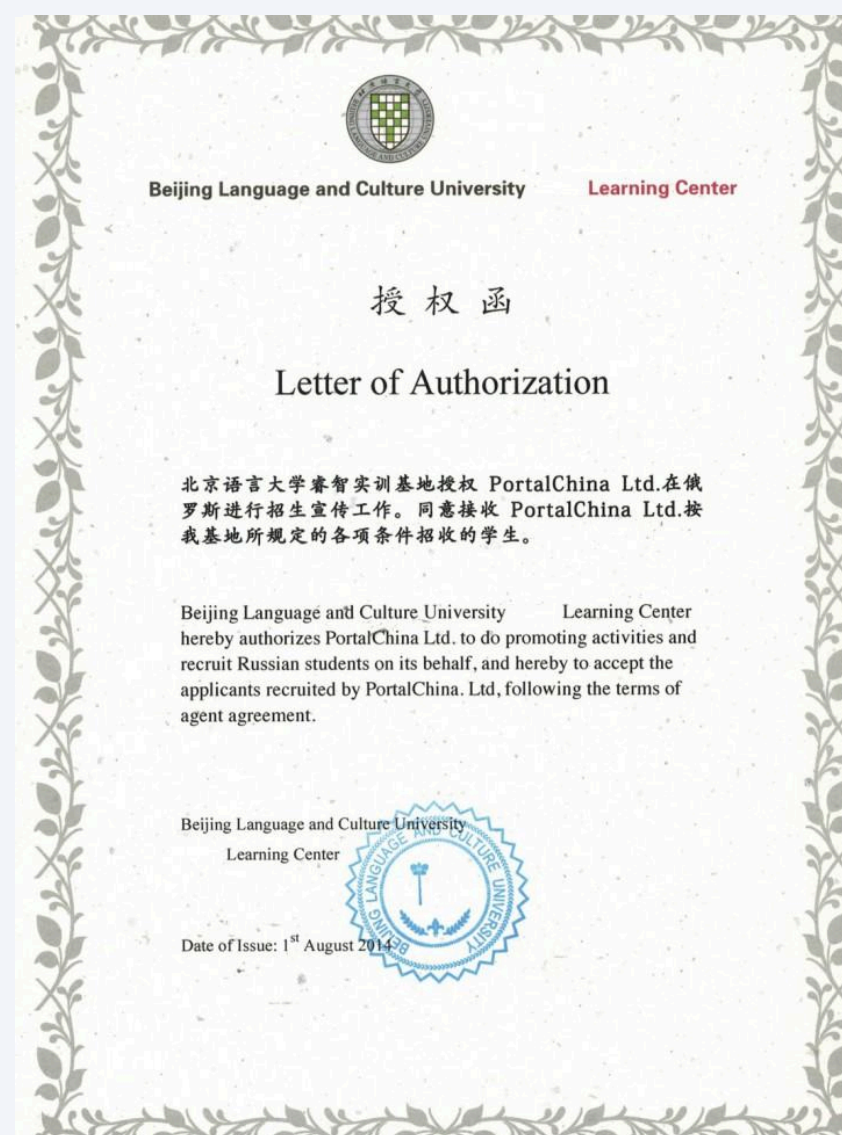 Beijing Language and Culture University Learning Center
授权函
Letter of Authorization
北京语言大学睿智实训基地授权 PortalChina Ltd.在俄
罗斯进行招生宣传工作。同意接收 PortalChina Ltd.按
我基地所规定的各项条件招收的学生。
Beijing Language and Culture University Learning Center
hereby authorizes PortalChina Ltd. to do promoting activities and
recruit Russian students on its behalf, and hereby to accept the
applicants recruited by PortalChina. Ltd, following the terms of
agent agreement.
Beijing Language and Culture University
Learning Center
BEIJING LANGUAGE AND CULTURE UNIVERSITY
Date of Issue: 1st August 2014